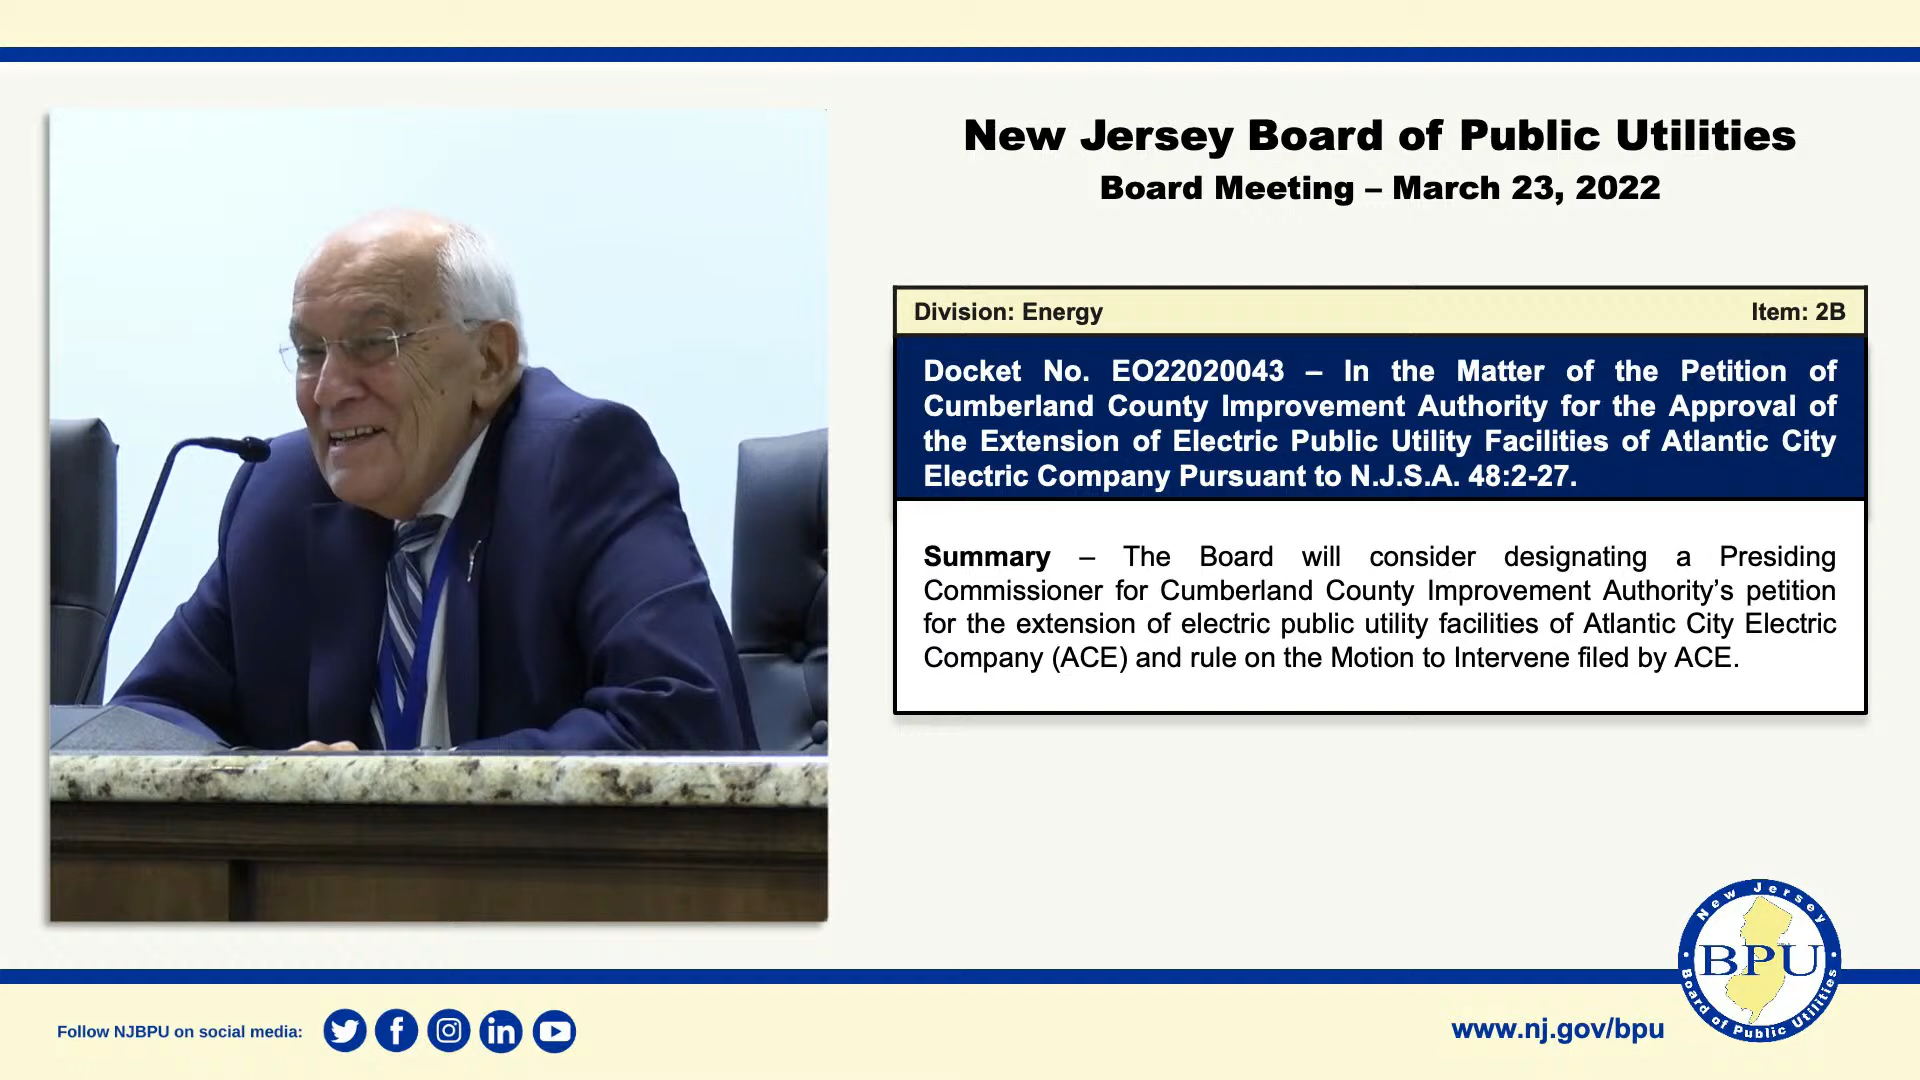 New Jersey Board of Public Utilities
Board Meeting – March 23, 2022
Division: Energy
Item: 2B
Docket No. EO22020043 – In the Matter of the Petition of
Cumberland County Improvement Authority for the Approval of
the Extension of Electric Public Utility Facilities of Atlantic City
Electric Company Pursuant to N.J.S.A. 48:2-27.
Summary – The Board will consider designating a Presiding
Commissioner for Cumberland County Improvement Authority’s petition
for the extension of electric public utility facilities of Atlantic City Electric
Company (ACE) and rule on the Motion to Intervene filed by ACE.
New Jersey
BPU
Board of Public Utilities
Follow NJBPU on social media:
www.nj.gov/bpu